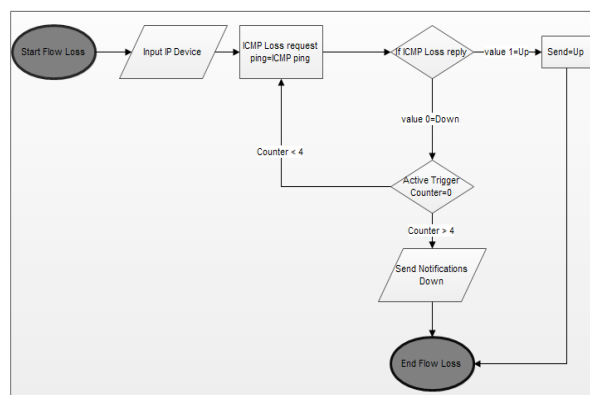 Start Flow Loss
Input IP Device
ICMP Loss request
ping=ICMP ping
If ICMP Loss reply
value 1=Up
Send=Up
value 0=Down
Counter < 4
Active Trigger
Counter=0
Counter > 4
Send Notifications
Down
End Flow Loss